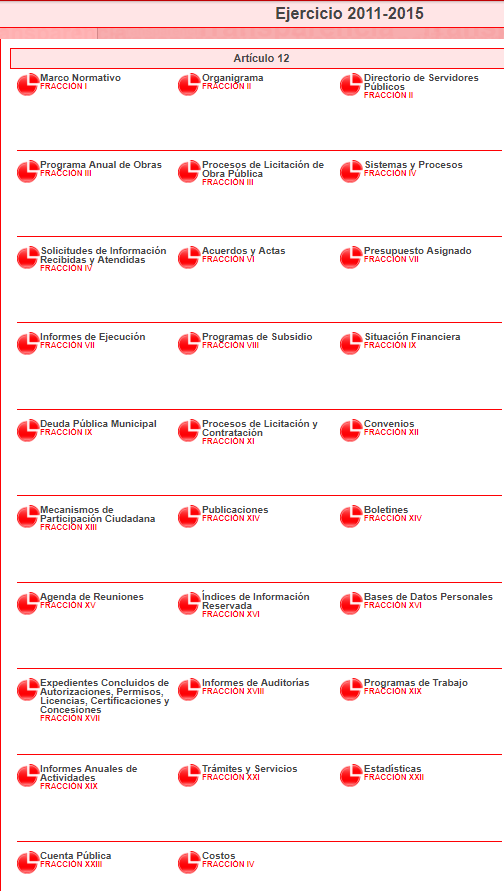 Ejercicio 2011-2015
Artículo 12
Marco Normativo
FRACCIÓN I
Organigrama
FRACCIÓN II
Directorio de Servidores
Públicos
FRACCIÓN II
Programa Anual de Obras
FRACCIÓN III
Procesos de Licitación de
Obra Pública
FRACCIÓN III
Sistemas y Procesos
FRACCIÓN IV
Solicitudes de Información
Recibidas y Atendidas
FRACCIÓN IV
Acuerdos y Actas
FRACCIÓN VI
Presupuesto Asignado
FRACCIÓN VII
Informes de Ejecución
FRACCIÓN VII
Programas de Subsidio
FRACCIÓN VIII
Situación Financiera
FRACCIÓN IX
Deuda Pública Municipal
FRACCIÓN IX
Procesos de Licitación y
Contratación
FRACCIÓN XI
Convenios
FRACCIÓN XII
Mecanismos de
Participación Ciudadana
FRACCIÓN XIII
Publicaciones
FRACCIÓN XIV
Boletines
FRACCIÓN XIV
Agenda de Reuniones
FRACCIÓN XV
Índices de Información
Reservada
FRACCIÓN XVI
Bases de Datos Personales
FRACCIÓN XVI
Expedientes Concluidos de
Autorizaciones, Permisos,
Licencias, Certificaciones y
Concesiones
FRACCIÓN XVII
Informes de Auditorías
FRACCIÓN XVIII
Programas de Trabajo
FRACCIÓN XIX
Informes Anuales de
Actividades
FRACCIÓN XIX
Trámites y Servicios
FRACCIÓN XXI
Estadísticas
FRACCIÓN XXII
Cuenta Pública
FRACCIÓN XXIII
Costos
FRACCIÓN IV